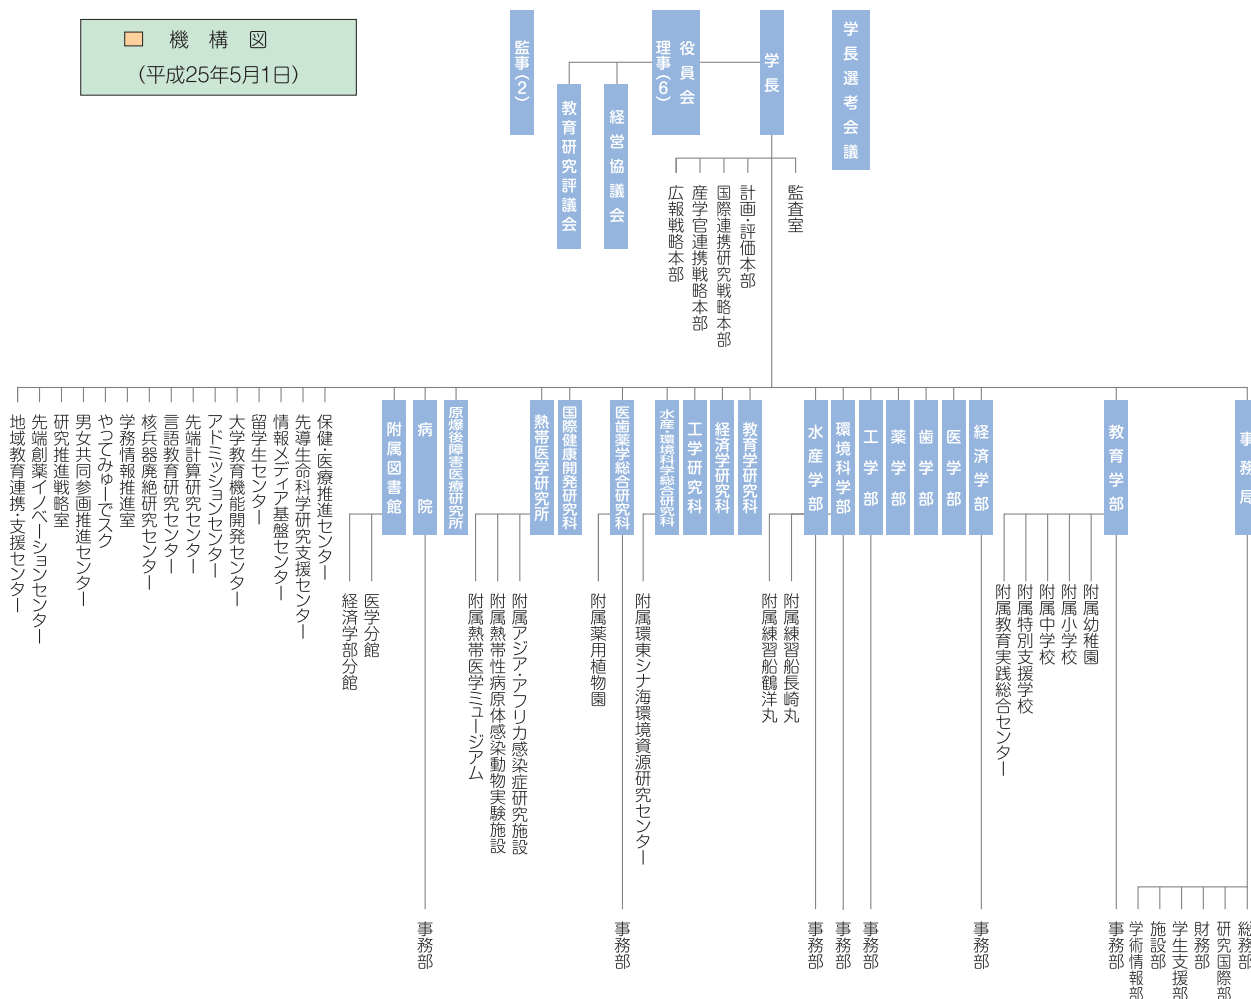 機構図
(平成25年5月1日)
学長選考会議
学長
役員会
理事(6)
監事(2)
経営協議会
教育研究評議会
監査室
計画・評価本部
国際連携研究戦略本部
産学官連携戦略本部
広報戦略本部
事務局
教育学部
経済学部
医学部
歯学部
薬学部
工学部
環境科学部
水産学部
教育学研究科
経済学研究科
工学研究科
水産・環境科学総合研究科
医歯薬学総合研究科
国際健康開発研究科
熱帯医学研究所
原爆後障害医療研究所
病院
附属図書館
保健・医療推進センター
先導生命科学研究支援センター
情報メディア基盤センター
留学生センター
大学教育機能開発センター
アドミッションセンター
先端計算研究センター
言語教育研究センター
核兵器廃絶研究センター
学務情報推進室
やってみゅーでスク
男女共同参画推進センター
研究推進戦略室
先端創薬イノベーションセンター
地域教育連携・支援センター
附属幼稚園
附属小学校
附属中学校
附属特別支援学校
附属教育実践総合センター
附属練習船長崎丸
附属練習船鶴洋丸
附属環東シナ海環境資源研究センター
附属薬用植物園
附属アジア・アフリカ感染症研究施設
附属熱帯性病原体感染動物実験施設
附属熱帯医学ミュージアム
医学分館
経済学部分館
総務部
研究国際部
財務部
学生支援部
施設部
学術情報部
事務部
事務部
事務部
事務部
事務部
事務部
事務部